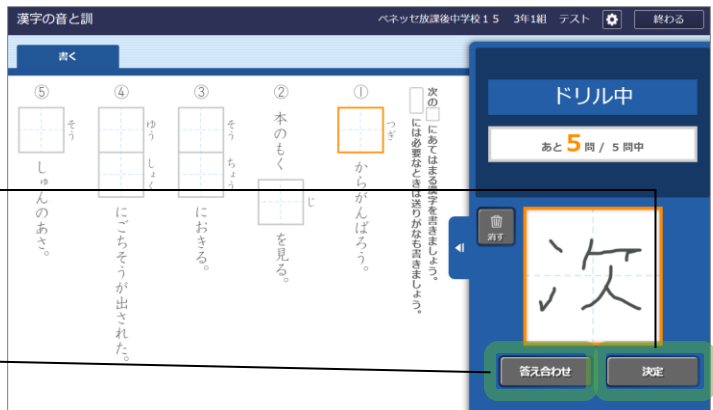 漢字の音と訓
ベネッセ放課後中学校15 3年1組 テスト
終わる
書く
次の□にあてはまる漢字を書きましょう。
□には必要なときは送りがなも書きましょう。
①
つぎ
からがんばろう。
②
本のもく
じ
を見る。
③
そう
ちょう
におきる。
④
ゆう
しょく
にごちそうが出された。
⑤
そう
しゅんのあさ。
ドリル中
あと5問 / 5問中
消す
次
答え合わせ
決定